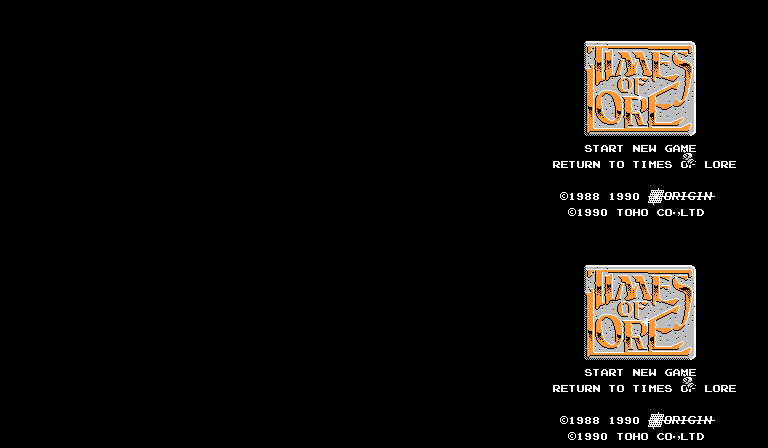 TIMES
OF
LORE
START NEW GAME
RETURN TO TIMES OF LORE
©1988 1990 ORIGIN
©1990 TOHO CO.,LTD
TIMES
OF
LORE
START NEW GAME
RETURN TO TIMES OF LORE
©1988 1990 ORIGIN
©1990 TOHO CO.,LTD